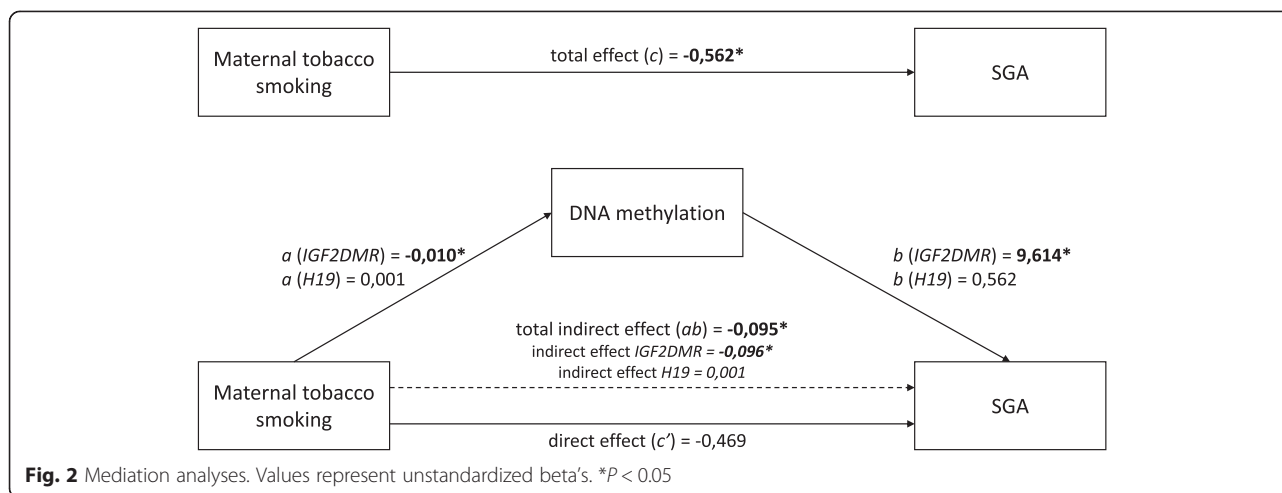 Maternal tobacco
smoking
total effect (c) = -0,562*
SGA
DNA methylation
a (IGF2DMR) = -0,010*
a (H19) = 0,001
b (IGF2DMR) = 9,614*
b (H19) = 0,562
total indirect effect (ab) = -0,095*
indirect effect IGF2DMR = -0,096*
indirect effect H19 = 0,001
Maternal tobacco
smoking
SGA
direct effect (c’) = -0,469
Fig. 2 Mediation analyses. Values represent unstandardized beta’s. *P < 0.05